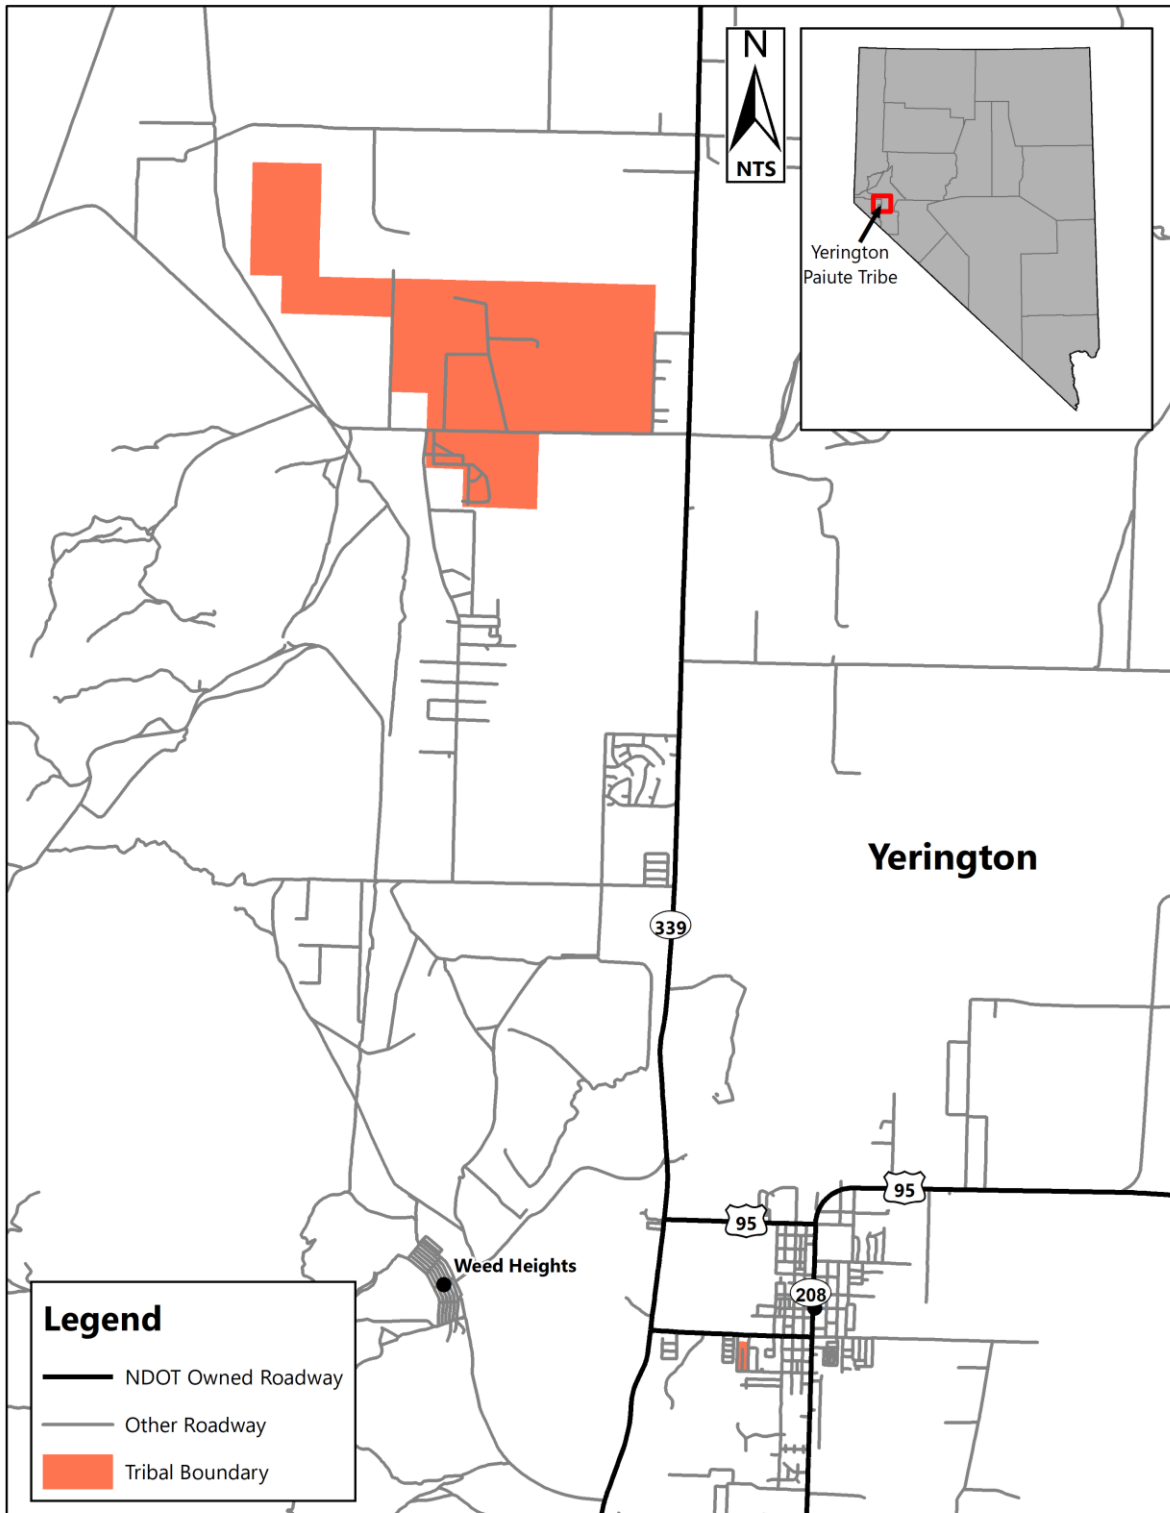 N
NTS
Yerington
Paiute Tribe
Yerington
339
95
95
208
Weed Heights
Legend
NDOT Owned Roadway
Other Roadway
Tribal Boundary